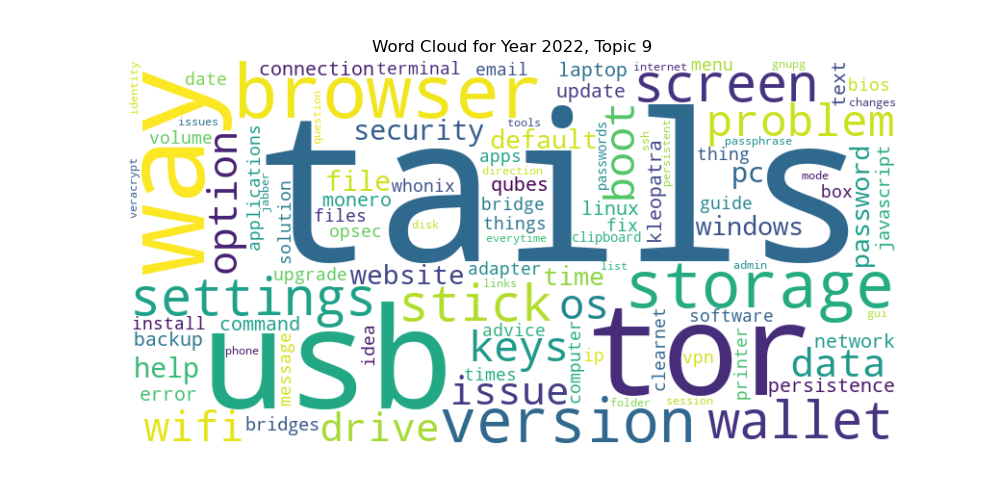 Word Cloud for Year 2022, Topic 9
identity
date
connection
terminal
email
laptop
internet
menu
gnupg
bios
update
screen
text
changes
way
browser
issues
volume
option
applications
question
security
tools
default
apps
direction
passwords
boot
ssh
persistent
problem
passphrase
thing
pc
mode
box
password
javascript
veracrypt
jabber
solution
file
monero
files
opsec
whonix
disk
tails
qubes
bridge
things
everytime
linux
fix
clipboard
kleopatra
guide
windows
upgrade
website
adapter
links
time
list
admin
storage
settings
stick
os
software
gui
install
backup
command
phone
usb
message
idea
keys
advice
times
computer
issue
tor
ip
clearnet
vpn
printer
network
data
persistence
help
error
wifi
bridges
drive
version
folder
session
wallet